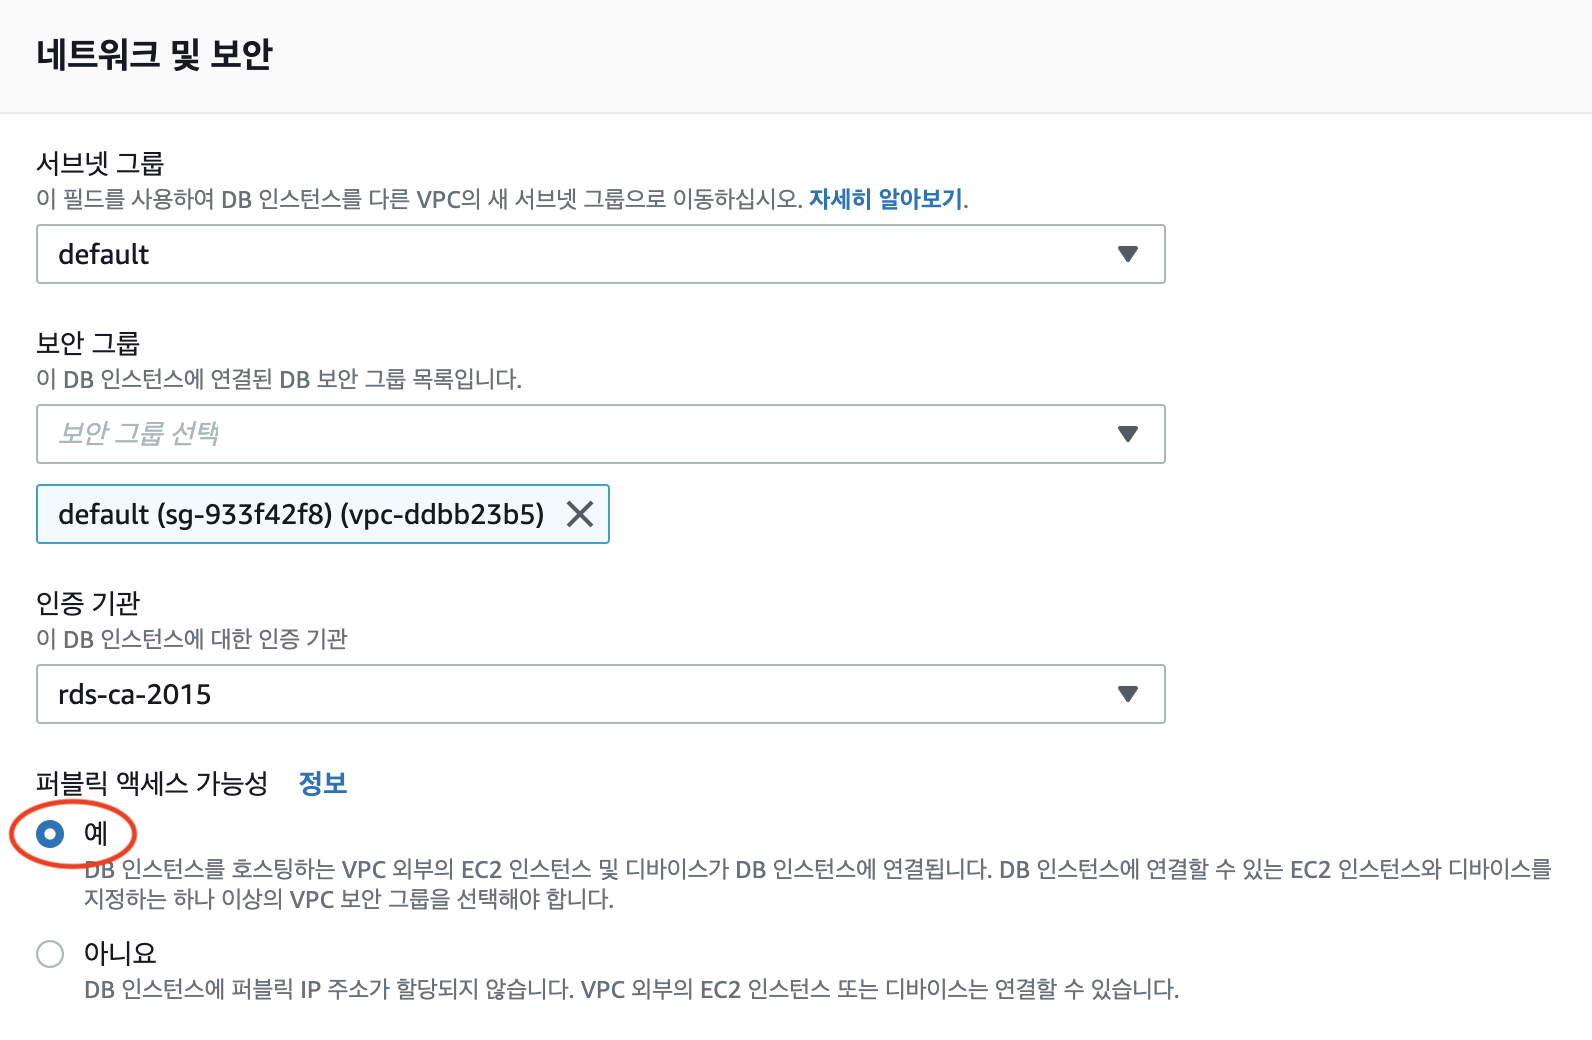 네트워크 및 보안
서브넷 그룹
이 필드를 사용하여 DB 인스턴스를 다른 VPC의 새 서브넷 그룹으로 이동하십시오. 자세히 알아보기.
default
보안 그룹
이 DB 인스턴스에 연결된 DB 보안 그룹 목록입니다.
보안 그룹 선택
default (sg-933f42f8) (vpc-ddbb23b5)
인증 기관
이 DB 인스턴스에 대한 인증 기관
rds-ca-2015
퍼블릭 액세스 가능성 정보
예
DB 인스턴스를 호스팅하는 VPC 외부의 EC2 인스턴스 및 디바이스가 DB 인스턴스에 연결됩니다. DB 인스턴스에 연결할 수 있는 EC2 인스턴스와 디바이스를
지정하는 하나 이상의 VPC 보안 그룹을 선택해야 합니다.
아니요
DB 인스턴스에 퍼블릭 IP 주소가 할당되지 않습니다. VPC 외부의 EC2 인스턴스 또는 디바이스는 연결할 수 있습니다.